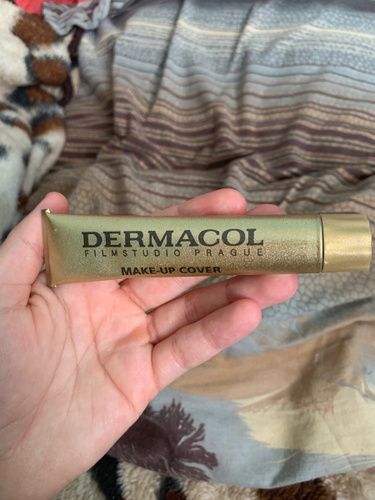 DERMACOL
FILMSTUDIO PRAGUE
MAKE-UP COVER